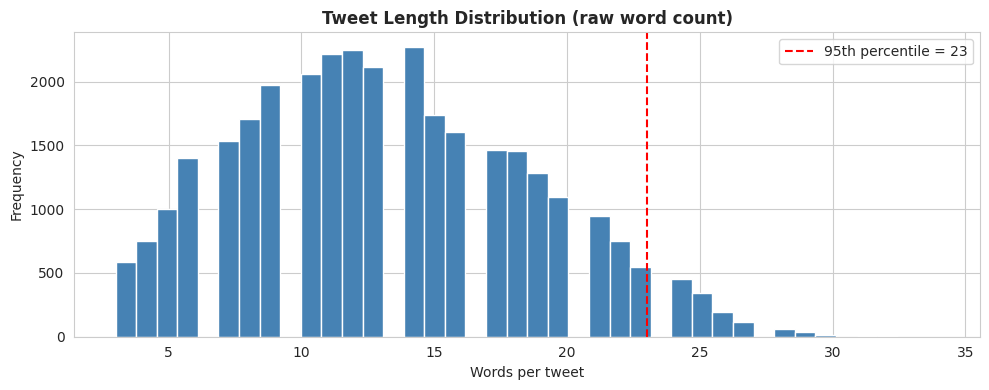 Tweet Length Distribution (raw word count)
95th percentile = 23
Frequency
2000
1500
1000
500
0
5 10 15 20 25 30 35
Words per tweet